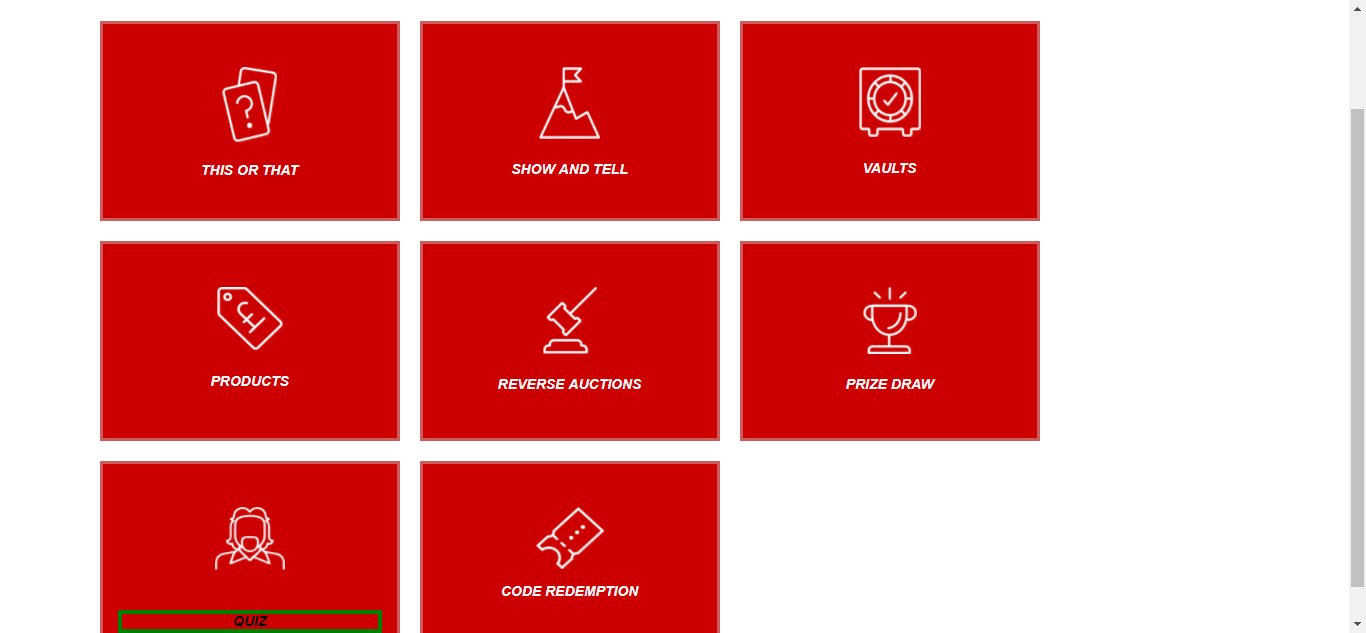 THIS OR THAT
SHOW AND TELL
VAULTS
PRODUCTS
REVERSE AUCTIONS
PRIZE DRAW
QUIZ
CODE REDEMPTION